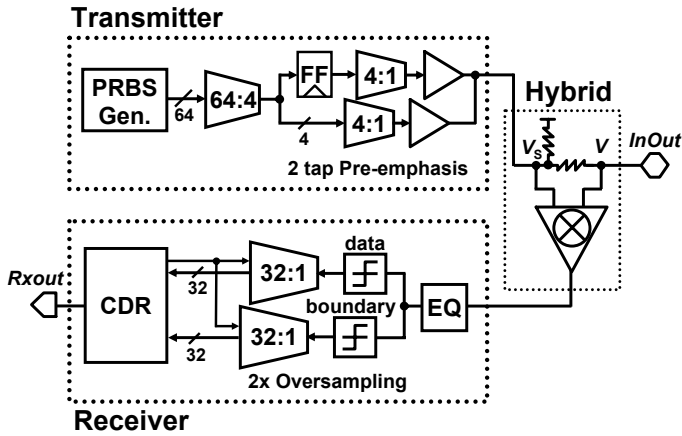 Transmitter
PRBS
Gen.
64
64:4
FF
4:1
4
4:1
2 tap Pre-emphasis
Hybrid
VS
V
InOut
Receiver
Rxout
CDR
32
32:1
data
boundary
32
32:1
EQ
2x Oversampling